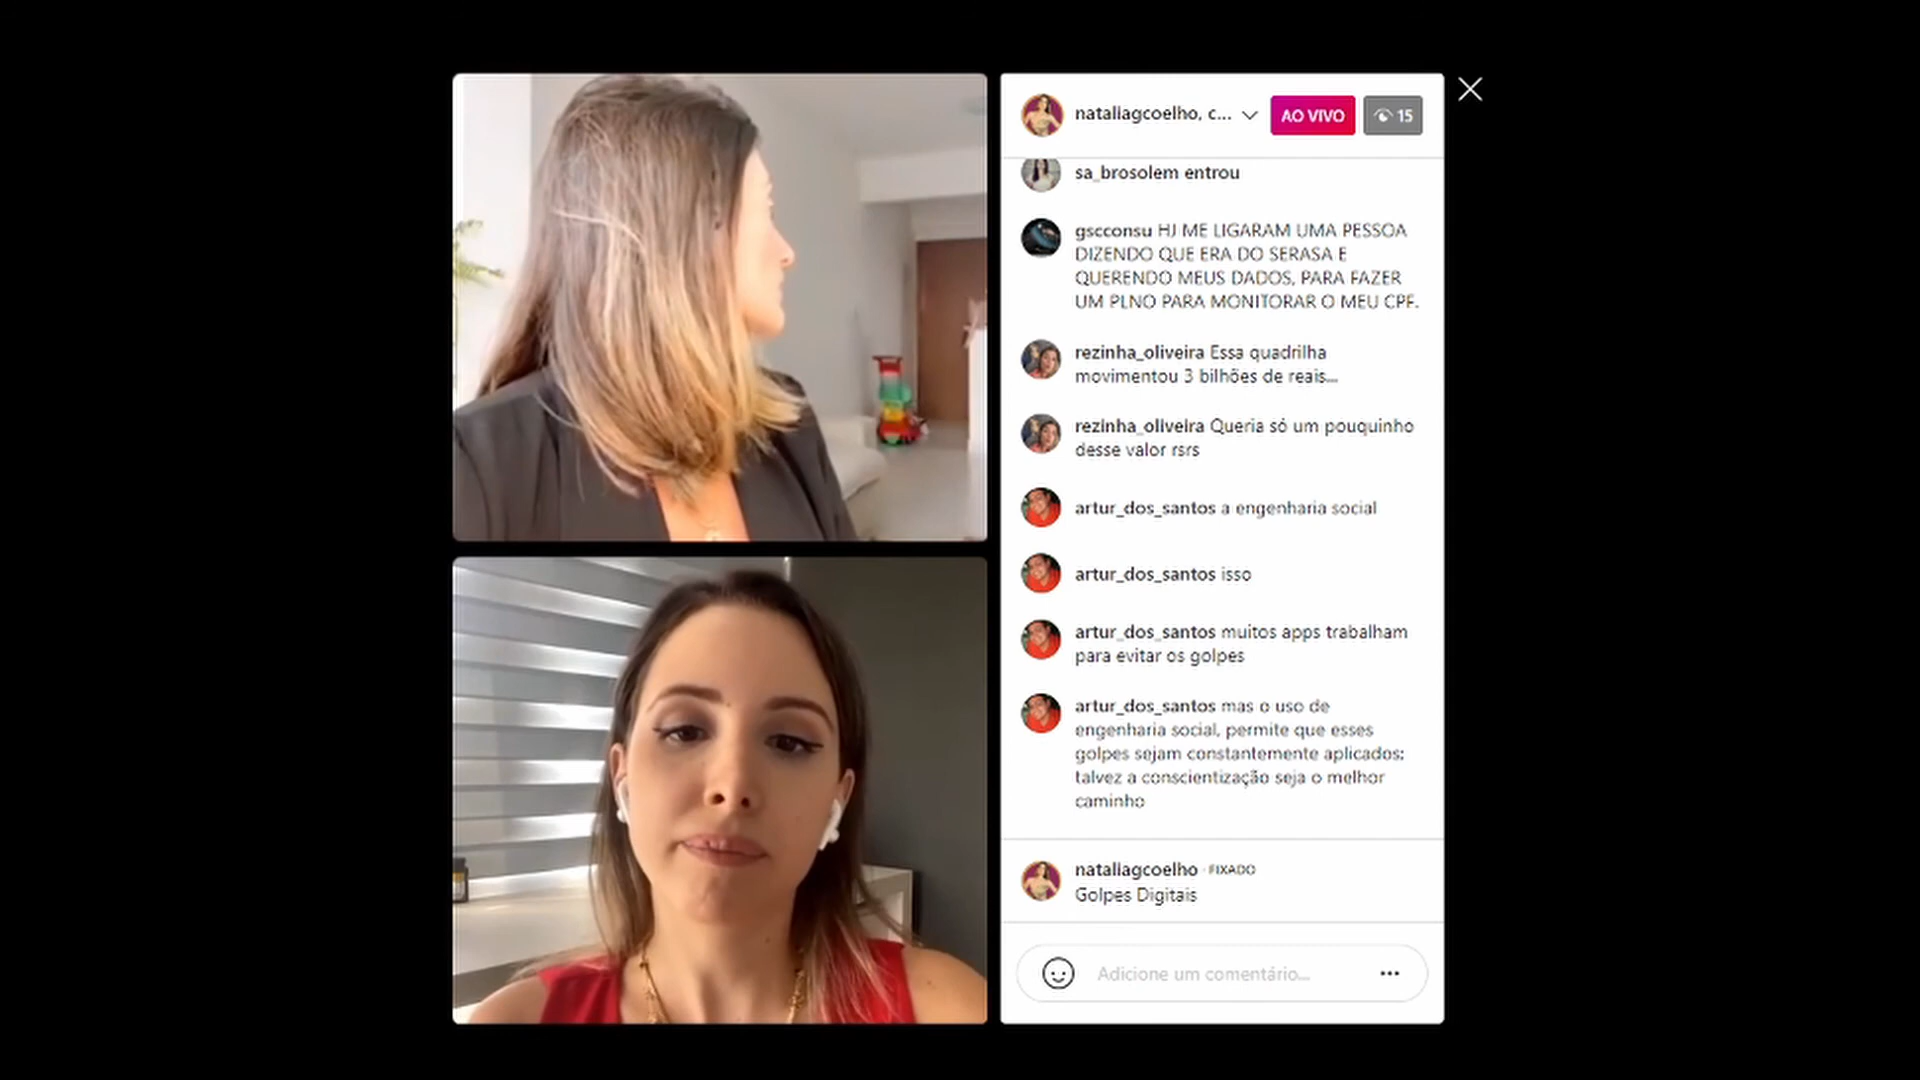 nataliagcoelho, c...
AO VIVO
15
sa_brosolem entrou
gscconsu HJ ME LIGARAM UMA PESSOA
DIZENDO QUE ERA DO SERASA E
QUERENDO MEUS DADOS, PARA FAZER
UM PLNO PARA MONITORAR O MEU CPF.
rezinha_oliveira Essa quadrilha
movimentou 3 bilhões de reais...
rezinha_oliveira Queria só um pouquinho
desse valor rsrs
artur_dos_santos a engenharia social
artur_dos_santos isso
artur_dos_santos muitos apps trabalham
para evitar os golpes
artur_dos_santos mas o uso de
engenharia social, permite que esses
golpes sejam constantemente aplicados;
talvez a conscientização seja o melhor
caminho
nataliagcoelho · FIXADO
Golpes Digitais
Adicione um comentário...